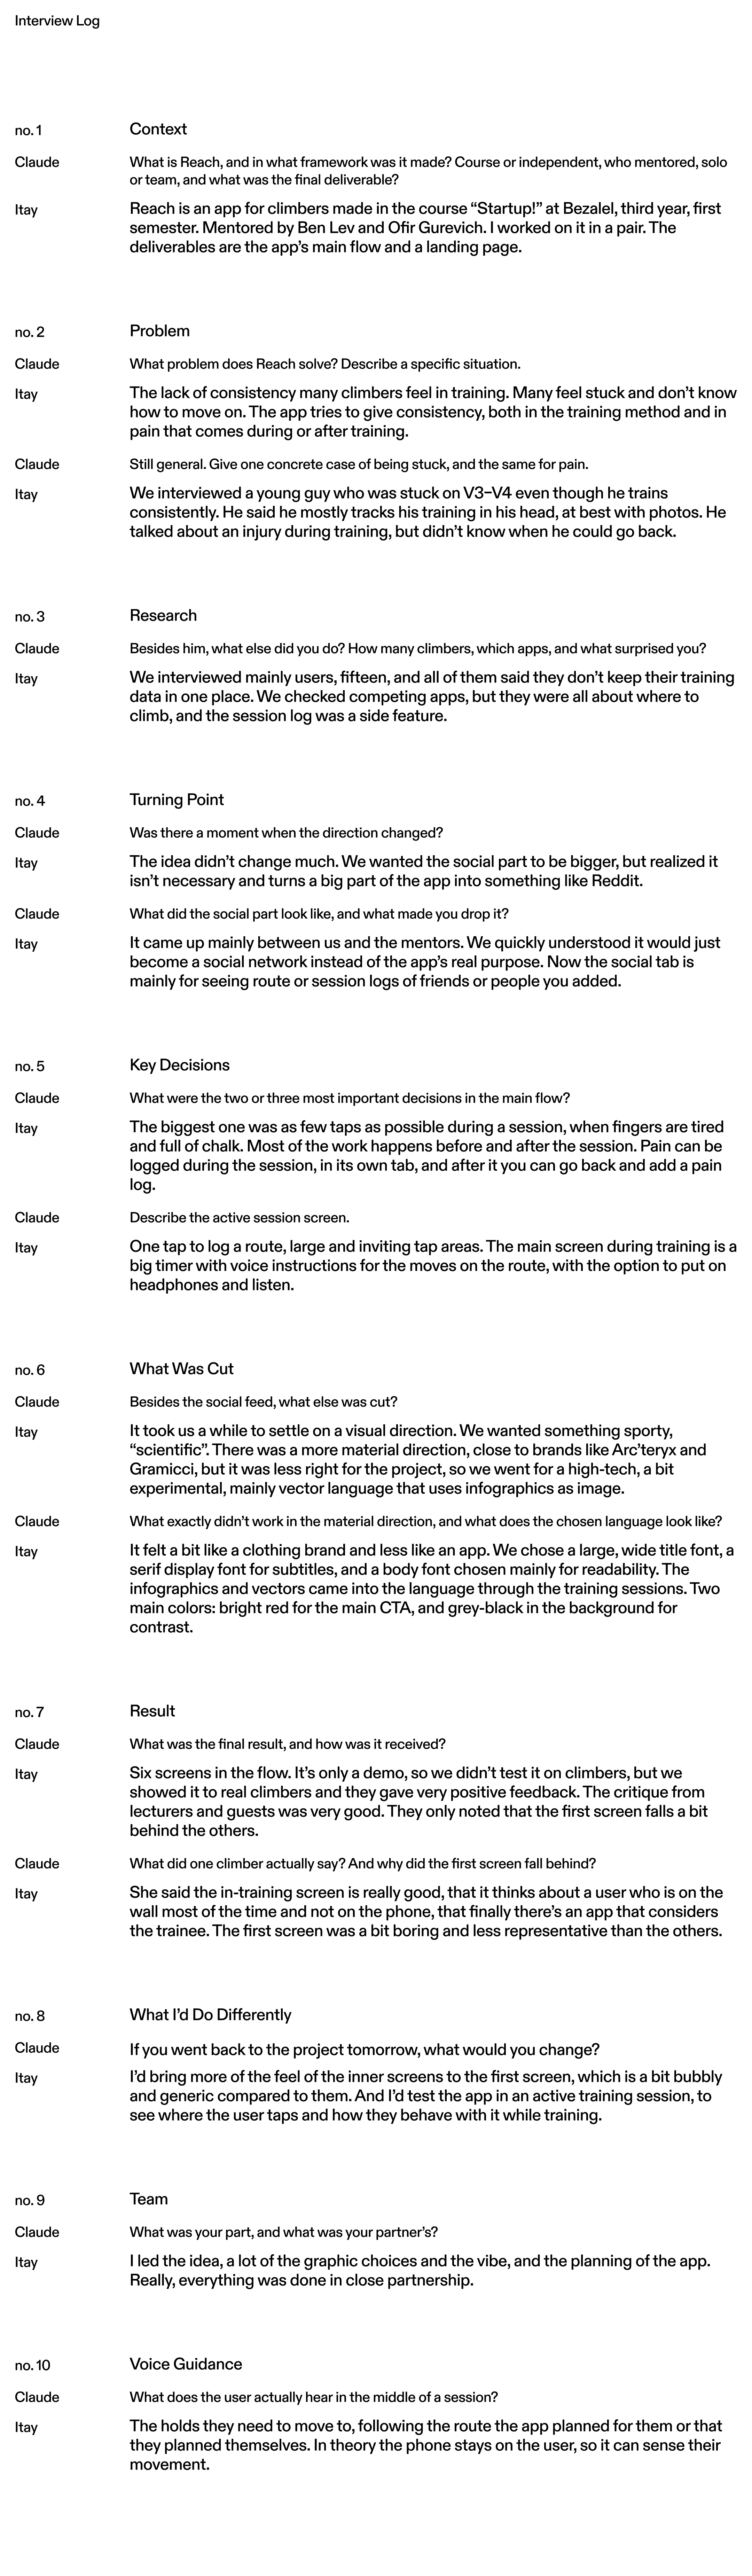 Interview Log
no. 1
Context
Claude
What is Reach, and in what framework was it made? Course or independent, who mentored, solo
or team, and what was the final deliverable?
Itay
Reach is an app for climbers made in the course “Startup!” at Bezalel, third year, first
semester. Mentored by Ben Lev and Ofir Gurevich. I worked on it in a pair. The
deliverables are the app’s main flow and a landing page.
no. 2
Problem
Claude
What problem does Reach solve? Describe a specific situation.
Itay
The lack of consistency many climbers feel in training. Many feel stuck and don’t know
how to move on. The app tries to give consistency, both in the training method and in
pain that comes during or after training.
Claude
Still general. Give one concrete case of being stuck, and the same for pain.
Itay
We interviewed a young guy who was stuck on V3–V4 even though he trains
consistently. He said he mostly tracks his training in his head, at best with photos. He
talked about an injury during training, but didn’t know when he could go back.
no. 3
Research
Claude
Besides him, what else did you do? How many climbers, which apps, and what surprised you?
Itay
We interviewed mainly users, fifteen, and all of them said they don’t keep their training
data in one place. We checked competing apps, but they were all about where to
climb, and the session log was a side feature.
no. 4
Turning Point
Claude
Was there a moment when the direction changed?
Itay
The idea didn’t change much. We wanted the social part to be bigger, but realized it
isn’t necessary and turns a big part of the app into something like Reddit.
Claude
What did the social part look like, and what made you drop it?
Itay
It came up mainly between us and the mentors. We quickly understood it would just
become a social network instead of the app’s real purpose. Now the social tab is
mainly for seeing route or session logs of friends or people you added.
no. 5
Key Decisions
Claude
What were the two or three most important decisions in the main flow?
Itay
The biggest one was as few taps as possible during a session, when fingers are tired
and full of chalk. Most of the work happens before and after the session. Pain can be
logged during the session, in its own tab, and after it you can go back and add a pain
log.
Claude
Describe the active session screen.
Itay
One tap to log a route, large and inviting tap areas. The main screen during training is a
big timer with voice instructions for the moves on the route, with the option to put on
headphones and listen.
no. 6
What Was Cut
Claude
Besides the social feed, what else was cut?
Itay
It took us a while to settle on a visual direction. We wanted something sporty,
“scientific”. There was a more material direction, close to brands like Arc’teryx and
Gramicci, but it was less right for the project, so we went for a high-tech, a bit
experimental, mainly vector language that uses infographics as image.
Claude
What exactly didn’t work in the material direction, and what does the chosen language look like?
Itay
It felt a bit like a clothing brand and less like an app. We chose a large, wide title font, a
serif display font for subtitles, and a body font chosen mainly for readability. The
infographics and vectors came into the language through the training sessions. Two
main colors: bright red for the main CTA, and grey-black in the background for
contrast.
no. 7
Result
Claude
What was the final result, and how was it received?
Itay
Six screens in the flow. It’s only a demo, so we didn’t test it on climbers, but we
showed it to real climbers and they gave very positive feedback. The critique from
lecturers and guests was very good. They only noted that the first screen falls a bit
behind the others.
Claude
What did one climber actually say? And why did the first screen fall behind?
Itay
She said the in-training screen is really good, that it thinks about a user who is on the
wall most of the time and not on the phone, that finally there’s an app that considers
the trainee. The first screen was a bit boring and less representative than the others.
no. 8
What I’d Do Differently
Claude
If you went back to the project tomorrow, what would you change?
Itay
I’d bring more of the feel of the inner screens to the first screen, which is a bit bubbly
and generic compared to them. And I’d test the app in an active training session, to
see where the user taps and how they behave with it while training.
no. 9
Team
Claude
What was your part, and what was your partner’s?
Itay
I led the idea, a lot of the graphic choices and the vibe, and the planning of the app.
Really, everything was done in close partnership.
no. 10
Voice Guidance
Claude
What does the user actually hear in the middle of a session?
Itay
The holds they need to move to, following the route the app planned for them or that
they planned themselves. In theory the phone stays on the user, so it can sense their
movement.